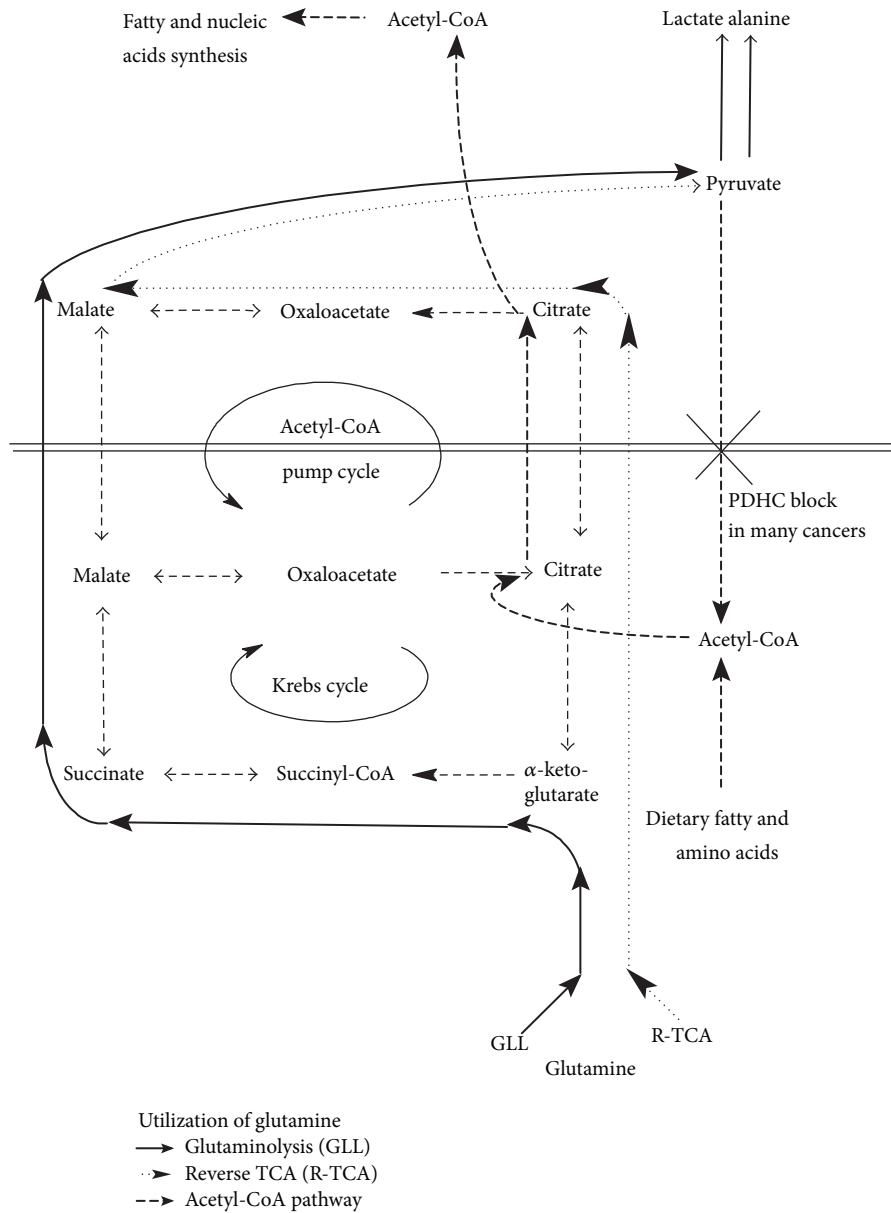 Fatty and nucleic
acids synthesis
Acetyl-CoA
Lactate alanine
Pyruvate
Malate
Oxaloacetate
Citrate
Acetyl-CoA
pump cycle
PDHC block
in many cancers
Malate
Oxaloacetate
Citrate
Acetyl-CoA
Krebs cycle
Succinate
Succinyl-CoA
α-keto-
glutarate
Dietary fatty and
amino acids
GLL
R-TCA
Glutamine
Utilization of glutamine
Glutaminolysis (GLL)
Reverse TCA (R-TCA)
Acetyl-CoA pathway